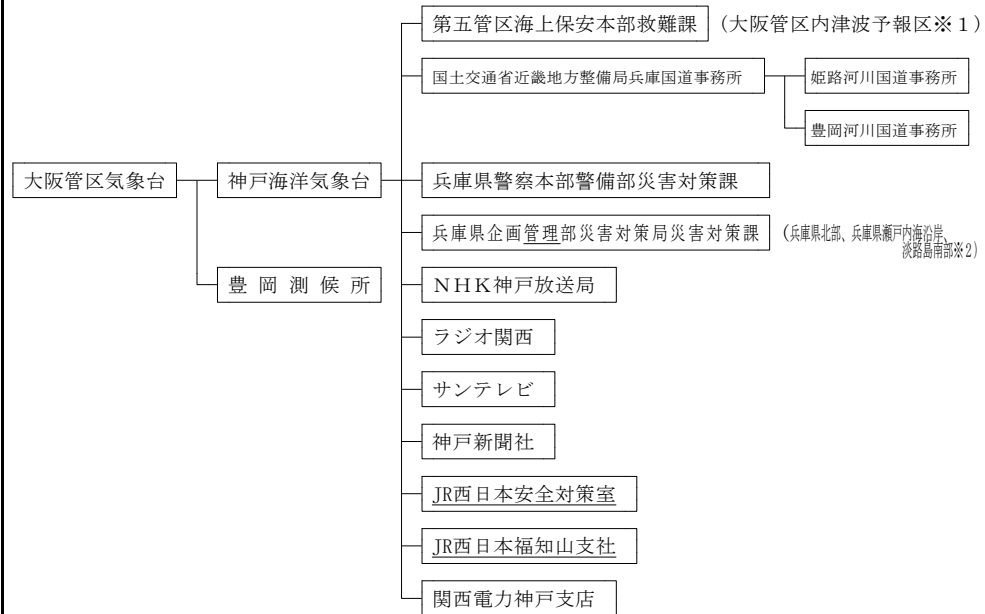 第五管区海上保安本部救難課 （大阪管区内津波予報区※１）
国土交通省近畿地方整備局兵庫国道事務所 姫路河川国道事務所
豊岡河川国道事務所
大阪管区気象台 神戸海洋気象台 兵庫県警察本部警備部災害対策課
兵庫県企画管理部災害対策局災害対策課 （兵庫県北部、兵庫県瀬戸内海沿岸、
淡路島南部※2）
豊岡測候所 ＮＨＫ神戸放送局
ラジオ関西
サンテレビ
神戸新聞社
JR西日本安全対策室
JR西日本福知山支社
関西電力神戸支店